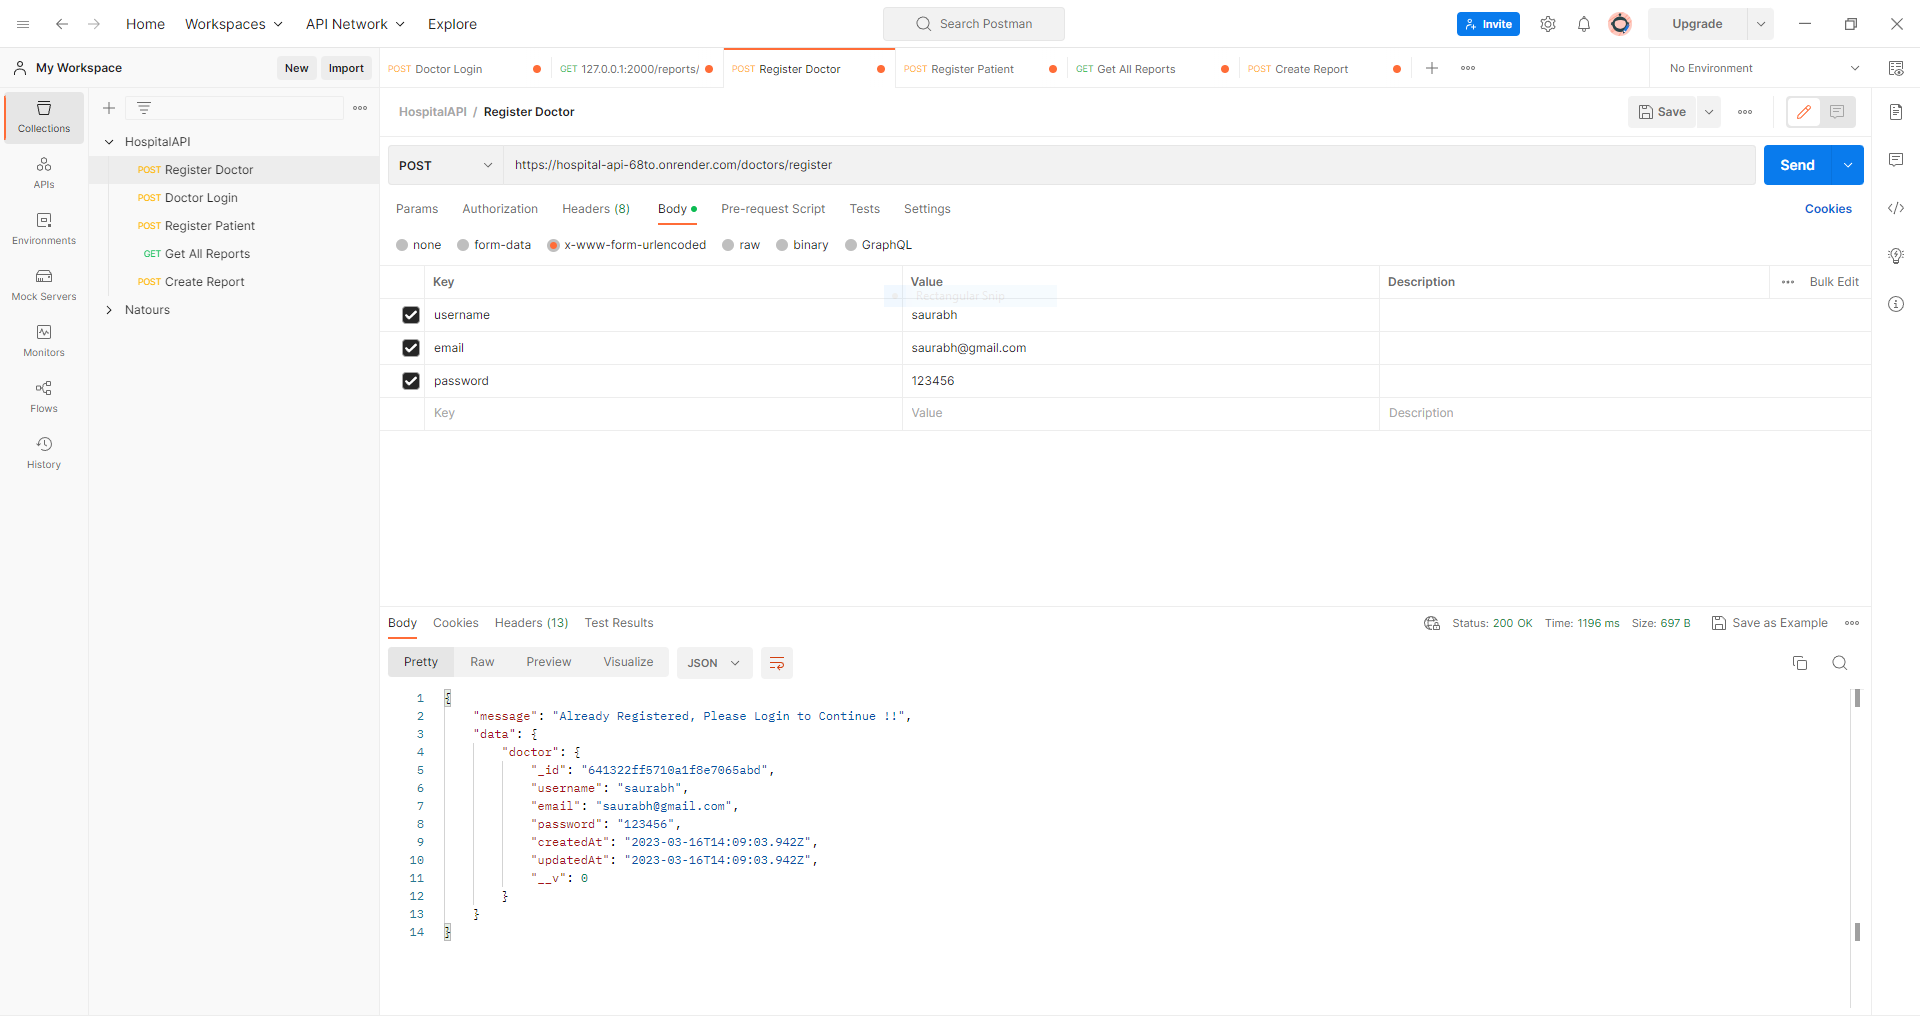 Home Workspaces API Network Explore Search Postman Invite Upgrade
My Workspace New Import
POST Doctor Login GET 127.0.0.1:2000/reports/ POST Register Doctor POST Register Patient GET Get All Reports POST Create Report No Environment
Collections
APIs
Environments
Mock Servers
Monitors
Flows
History
HospitalAPI
POST Register Doctor
POST Doctor Login
POST Register Patient
GET Get All Reports
POST Create Report
Natours
HospitalAPI / Register Doctor Save
POST https://hospital-api-68to.onrender.com/doctors/register Send
Params Authorization Headers (8) Body Pre-request Script Tests Settings Cookies
none form-data x-www-form-urlencoded raw binary GraphQL
Key Value Description Bulk Edit
Rectangular Snip
username saurabh
email saurabh@gmail.com
password 123456
Key Value Description
Body Cookies Headers (13) Test Results Status: 200 OK Time: 1196 ms Size: 697 B Save as Example
Pretty Raw Preview Visualize JSON
1 {
2 "message": "Already Registered, Please Login to Continue !!",
3 "data": {
4 "doctor": {
5 "_id": "641322ff5710a1f8e7065abd",
6 "username": "saurabh",
7 "email": "saurabh@gmail.com",
8 "password": "123456",
9 "createdAt": "2023-03-16T14:09:03.942Z",
10 "updatedAt": "2023-03-16T14:09:03.942Z",
11 "__v": 0
12 }
13 }
14 }